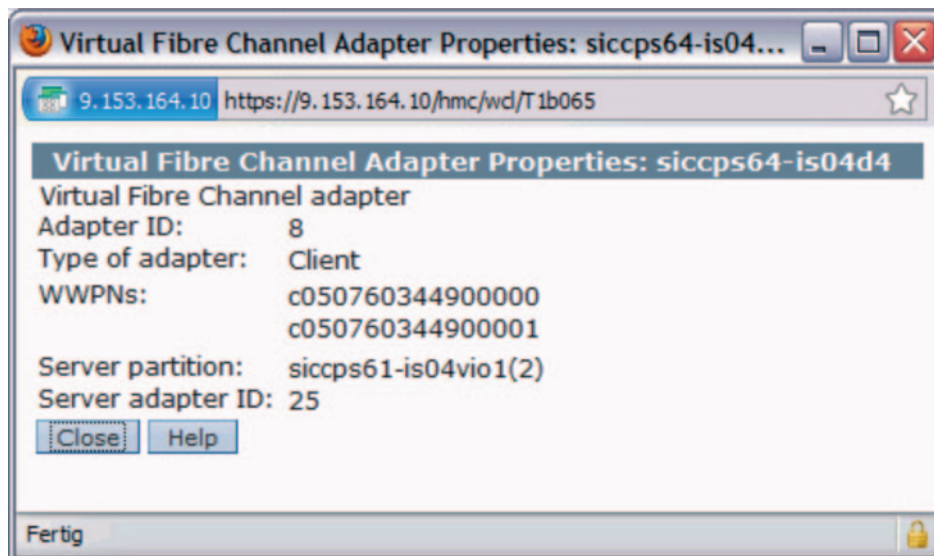 Virtual Fibre Channel Adapter Properties: siccps64-is04...
9.153.164.10 https://9.153.164.10/hmc/wcl/T1b065
Virtual Fibre Channel Adapter Properties: siccps64-is04d4
Virtual Fibre Channel adapter
Adapter ID: 8
Type of adapter: Client
WWPNs: c050760344900000
c050760344900001
Server partition: siccps61-is04vio1(2)
Server adapter ID: 25
Close Help
Fertig